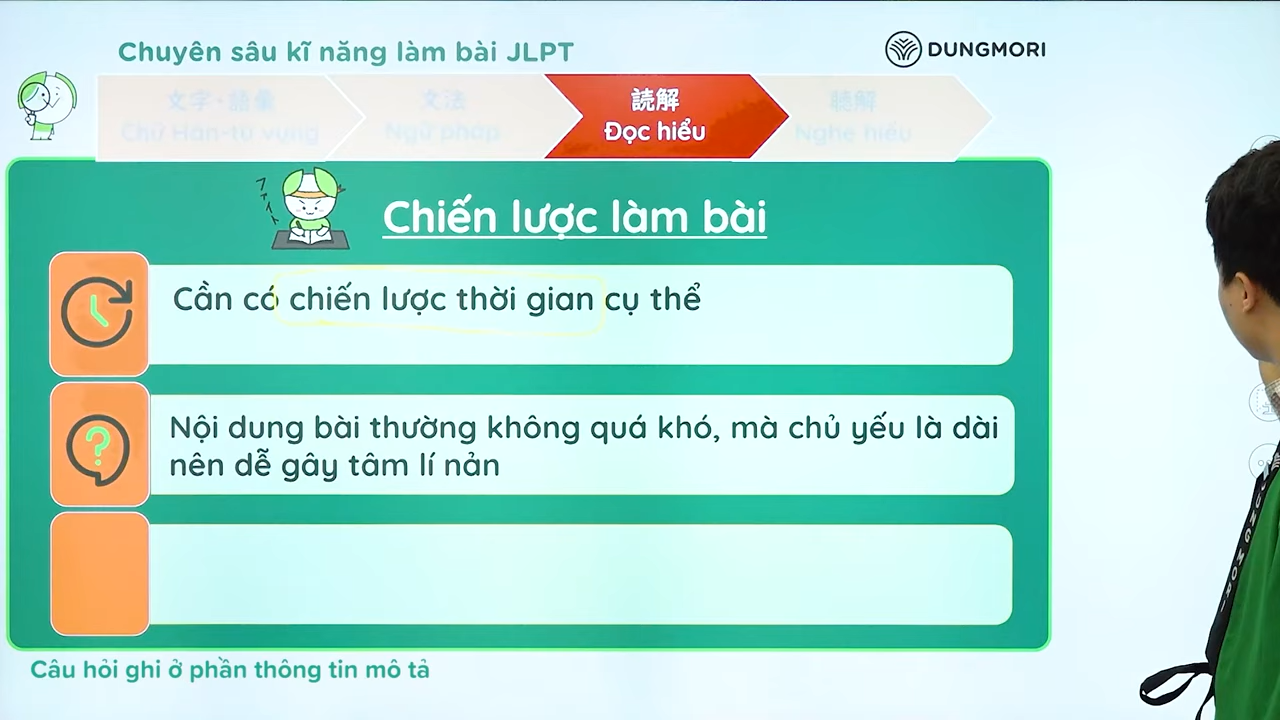 Chuyên sâu kĩ năng làm bài JLPT
DUNGMORI
文字・語彙
Chữ Hán-từ vựng
文法
Ngữ pháp
読解
Đọc hiểu
聴解
Nghe hiểu
ファイト
Chiến lược làm bài
Cần có chiến lược thời gian cụ thể
?
Nội dung bài thường không quá khó, mà chủ yếu là dài
nên dễ gây tâm lí nản
Câu hỏi ghi ở phần thông tin mô tả
DUNG MORI